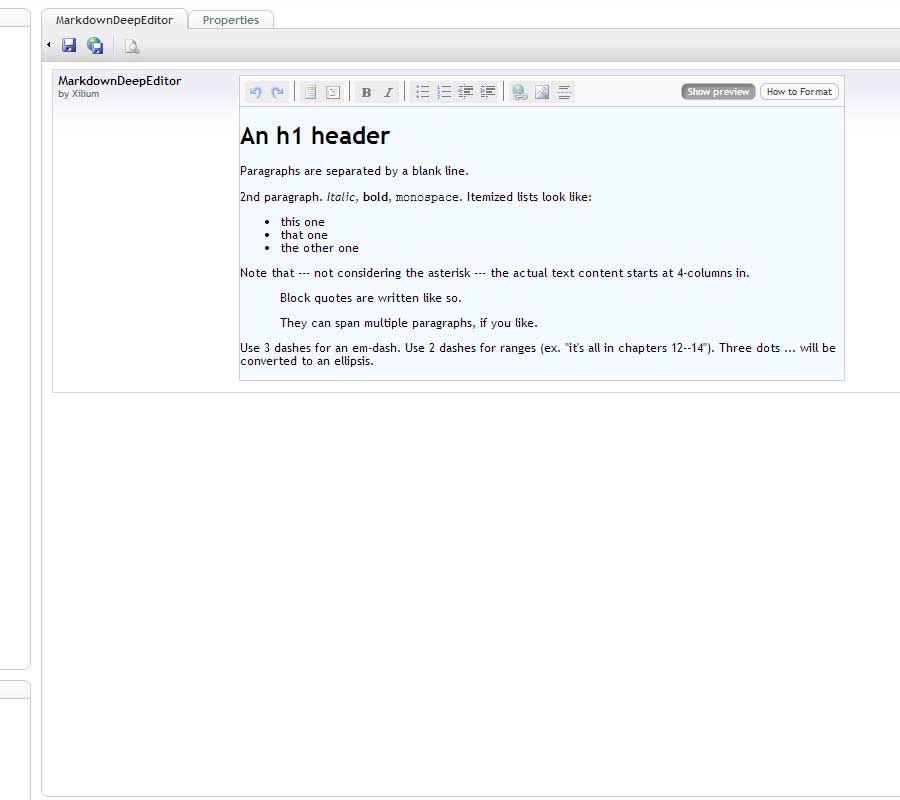 MarkdownDeepEditor
Properties
MarkdownDeepEditor
by Xilium
B I
Show preview
How to Format
An h1 header
Paragraphs are separated by a blank line.
2nd paragraph. Italic, bold, monospace. Itemized lists look like:
• this one
• that one
• the other one
Note that --- not considering the asterisk --- the actual text content starts at 4-columns in.
Block quotes are written like so.
They can span multiple paragraphs, if you like.
Use 3 dashes for an em-dash. Use 2 dashes for ranges (ex. "it's all in chapters 12--14"). Three dots ... will be
converted to an ellipsis.